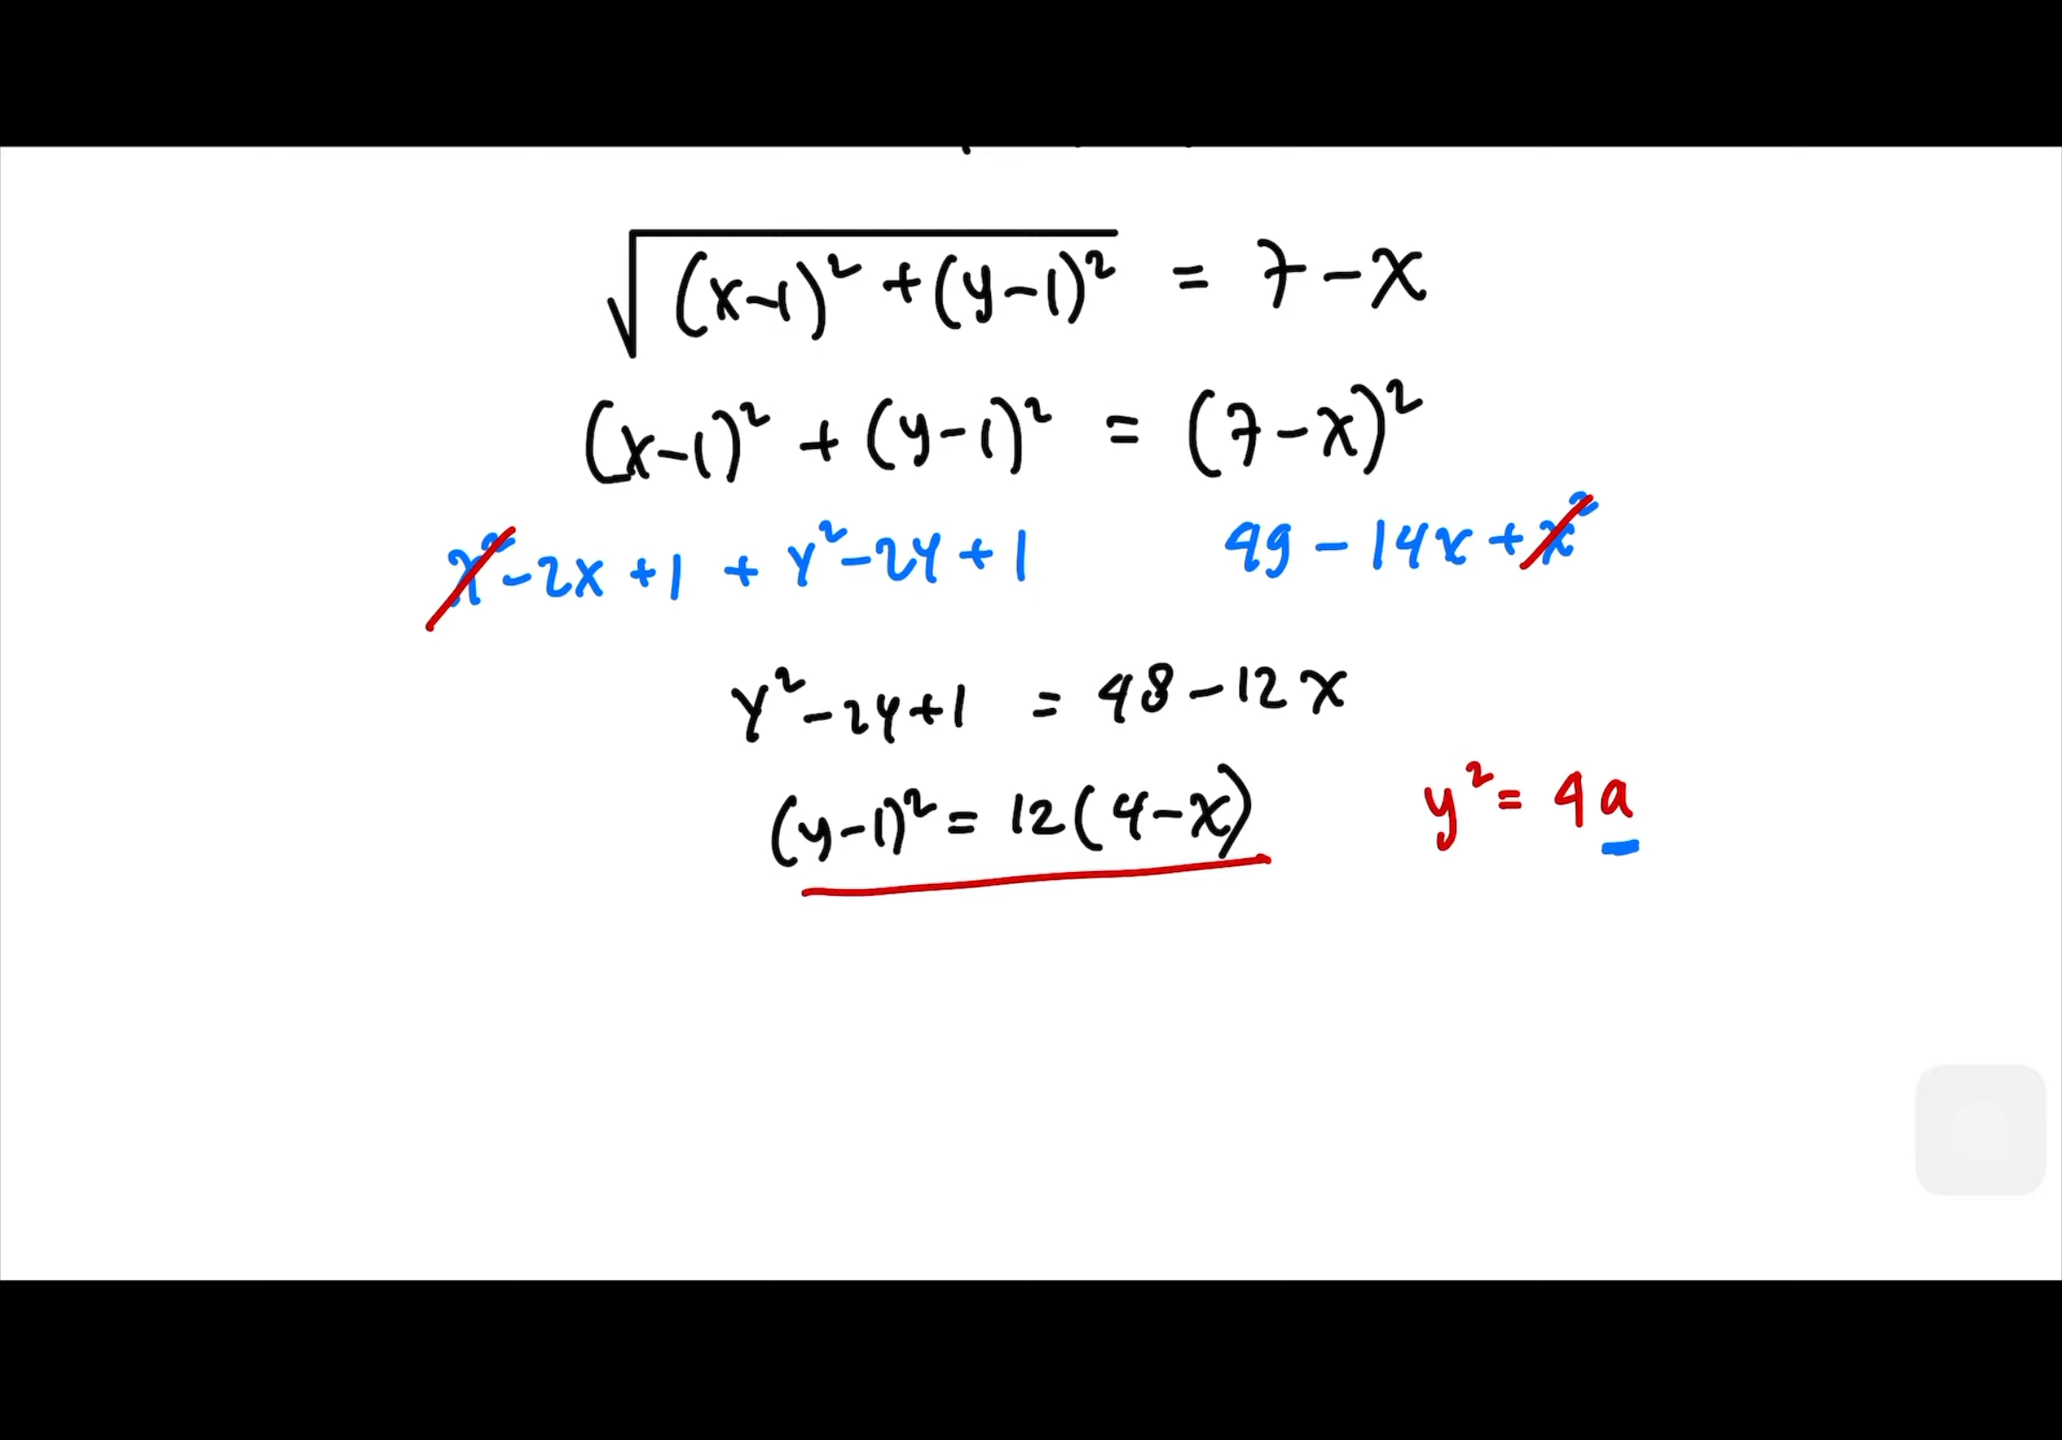 √((x-1)² + (y-1)²) = 7 - x
(x-1)² + (y-1)² = (7-x)²
x² - 2x + 1 + y² - 2y + 1 49 - 14x + x²
y² - 2y + 1 = 48 - 12x
(y-1)² = 12(4-x) y² = 4a